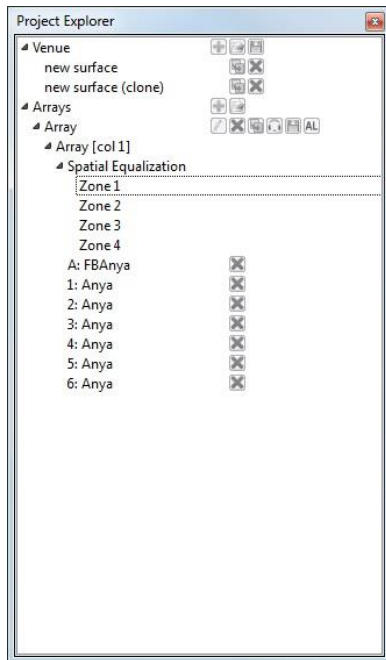 Project Explorer
Venue
new surface
new surface (clone)
Arrays
Array
AL
Array [col 1]
Spatial Equalization
Zone 1
Zone 2
Zone 3
Zone 4
A: FBAnya
1: Anya
2: Anya
3: Anya
4: Anya
5: Anya
6: Anya